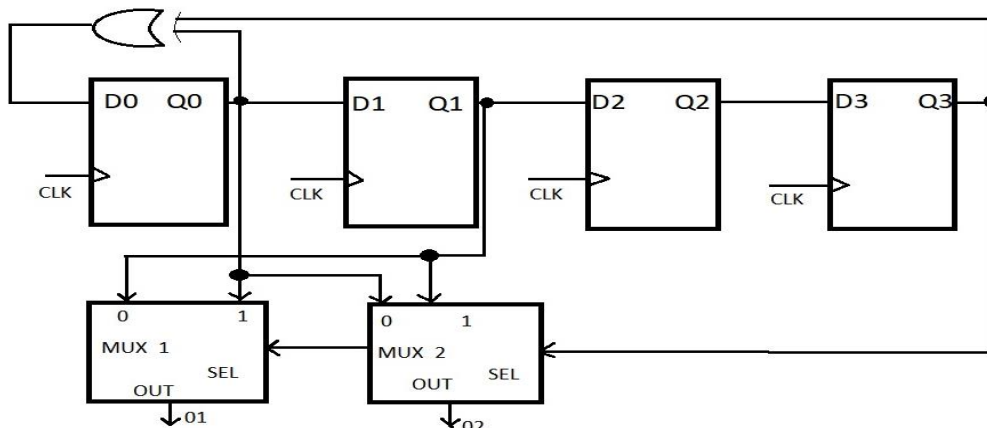 D0 Q0 D1 Q1 D2 Q2 D3 Q3
CLK CLK CLK CLK
0 1 0 1
MUX 1 MUX 2
SEL SEL
OUT OUT
01 02